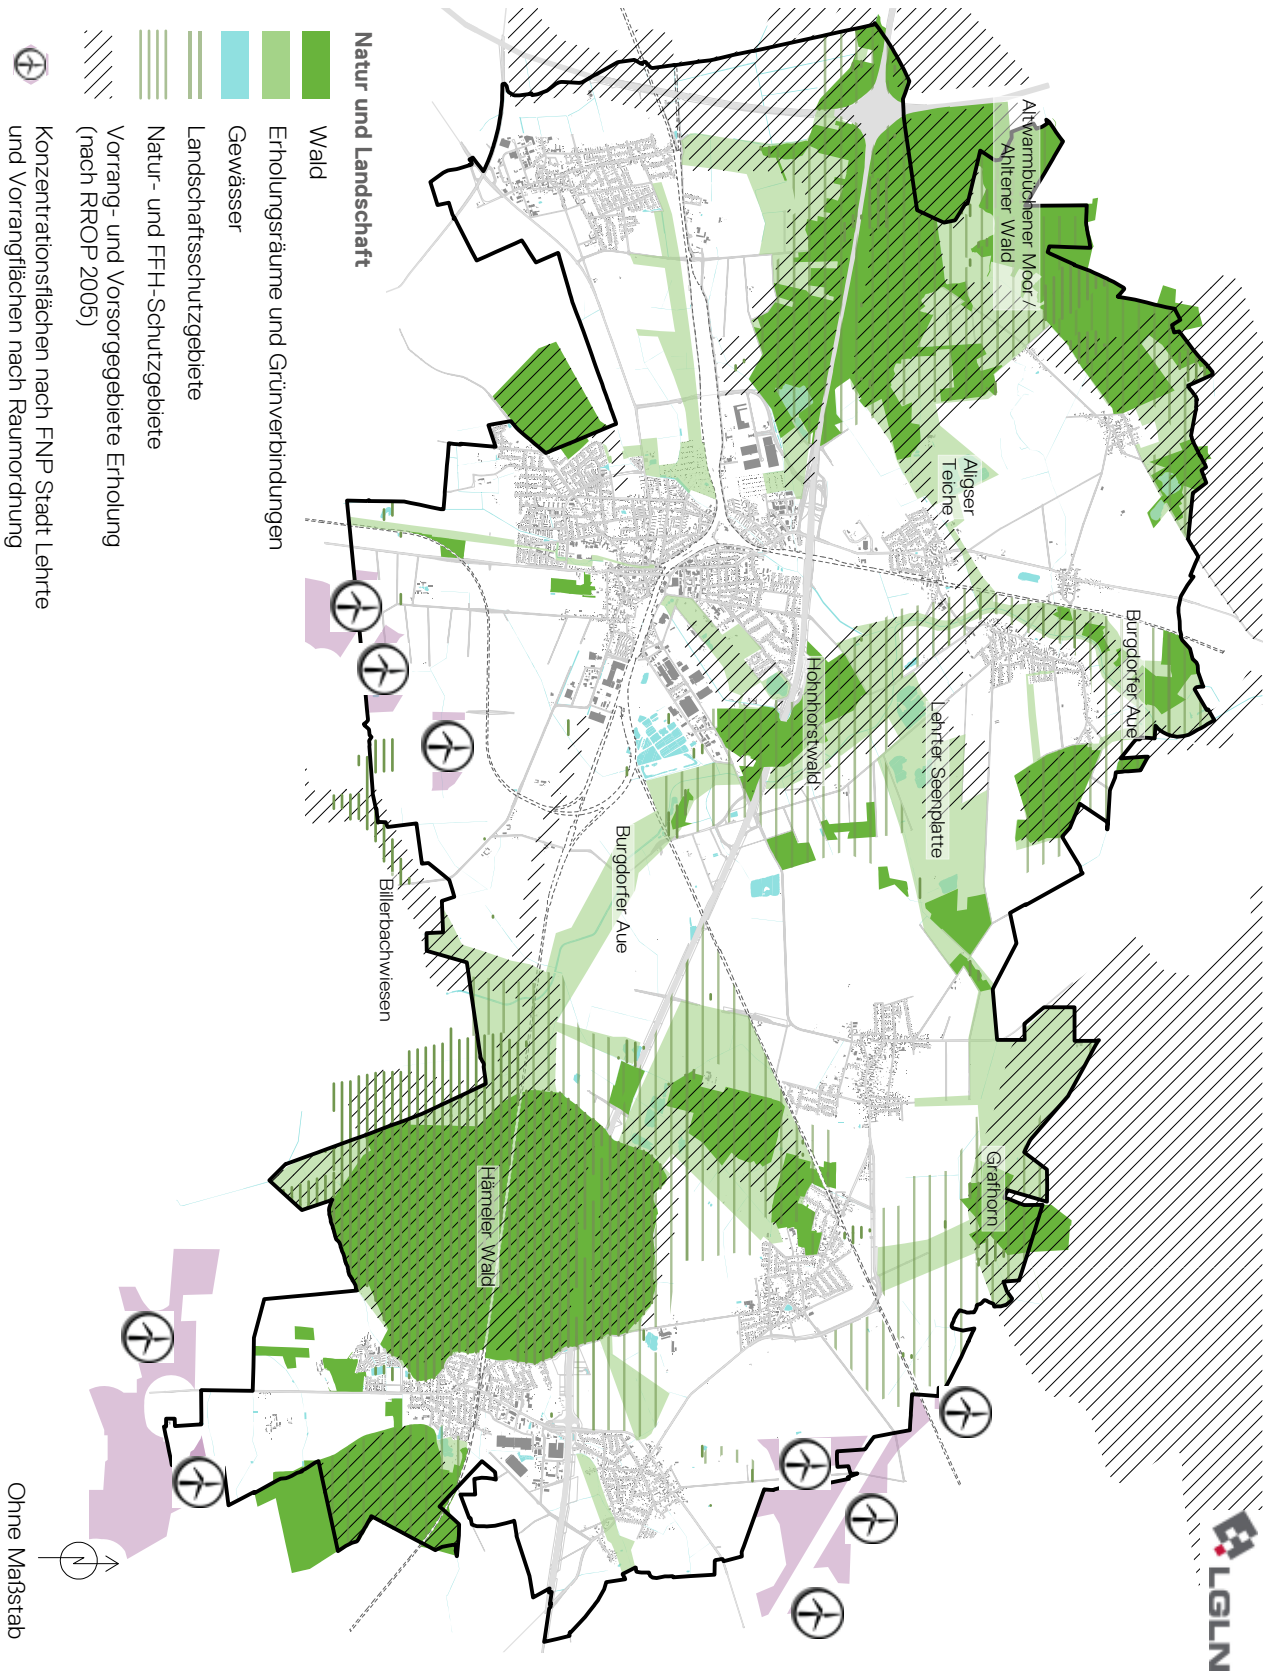 LGLN
Altwarmbüchener Moor /
Ahltener Wald
Aligser
Teiche
Burgdorfer Aue
Hohnhorstwald
Lehrter Seenplatte
Burgdorfer Aue
Billerbachwiesen
Grafhorn
Hämeler Wald
Natur und Landschaft
Wald
Erholungsräume und Grünverbindungen
Gewässer
Landschaftsschutzgebiete
Natur- und FFH-Schutzgebiete
Vorrang- und Vorsorgegebiete Erholung
(nach RROP 2005)
Konzentrationsflächen nach FNP Stadt Lehrte
und Vorrangflächen nach Raumordnung
N
Ohne Maßstab